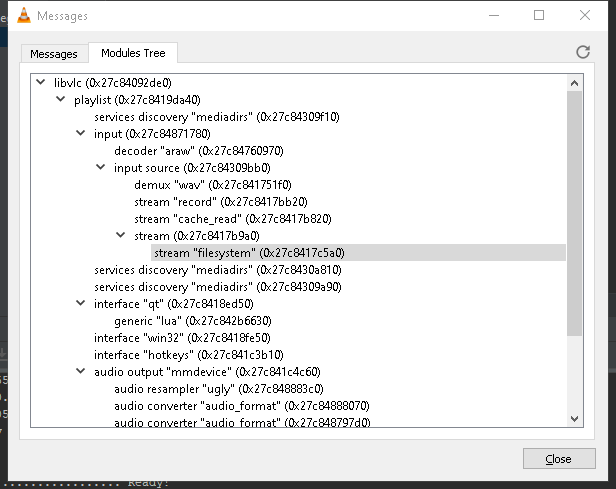 Messages
Messages
Modules Tree
libvlc (0x27c84092de0)
playlist (0x27c8419da40)
services discovery "mediadirs" (0x27c84309f10)
input (0x27c84871780)
decoder "araw" (0x27c84760970)
input source (0x27c84309bb0)
demux "wav" (0x27c841751f0)
stream "record" (0x27c8417bb20)
stream "cache_read" (0x27c8417b820)
stream (0x27c8417b9a0)
stream "filesystem" (0x27c8417c5a0)
services discovery "mediadirs" (0x27c8430a810)
services discovery "mediadirs" (0x27c84309a90)
interface "qt" (0x27c8418ed50)
generic "lua" (0x27c842b6630)
interface "win32" (0x27c8418fe50)
interface "hotkeys" (0x27c841c3b10)
audio output "mmdevice" (0x27c841c4c60)
audio resampler "ugly" (0x27c848883c0)
audio converter "audio_format" (0x27c84888070)
audio converter "audio_format" (0x27c848797d0)
Close
................. Ready!